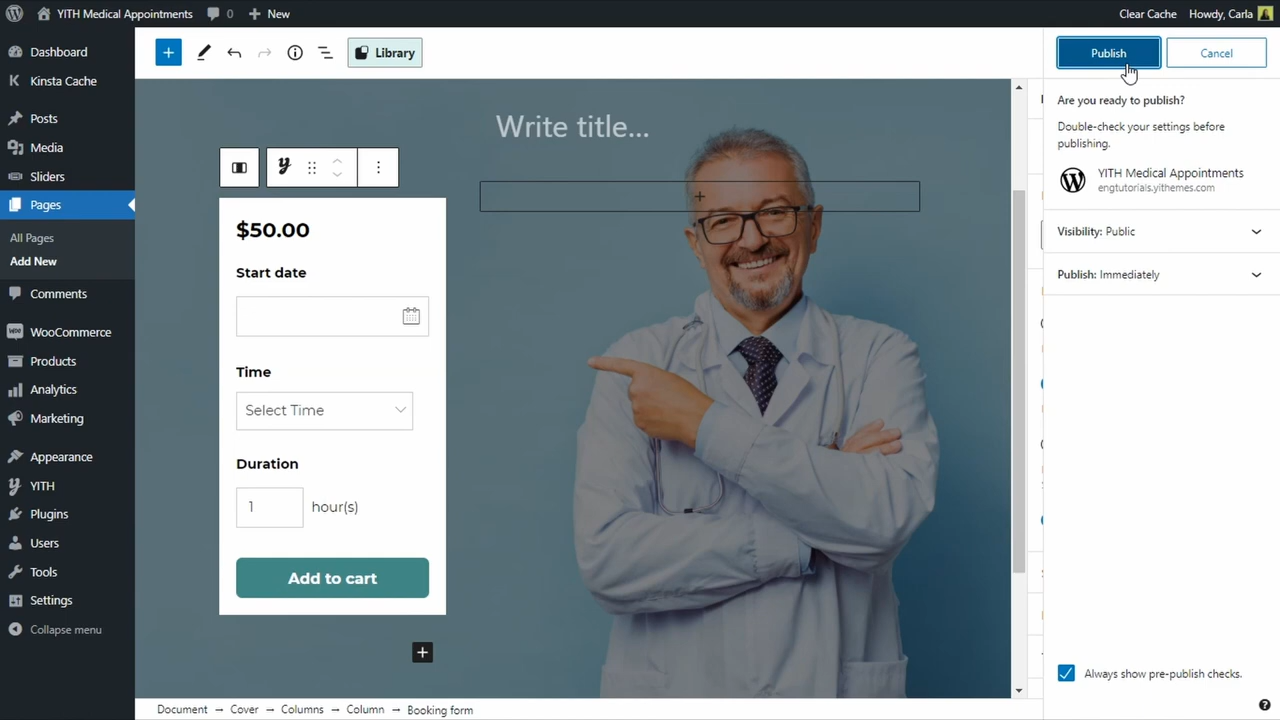 YITH Medical Appointments
0
New
Clear Cache
Howdy, Carla
Dashboard
Kinsta Cache
Posts
Media
Sliders
Pages
All Pages
Add New
Comments
WooCommerce
Products
Analytics
Marketing
Appearance
YITH
Plugins
Users
Tools
Settings
Collapse menu
Library
Write title...
$50.00
Start date
Time
Select Time
Duration
1
hour(s)
Add to cart
Document → Cover → Columns → Column → Booking form
Publish
Cancel
Are you ready to publish?
Double-check your settings before
publishing.
YITH Medical Appointments
engtutorials.yithemes.com
Visibility: Public
Publish: Immediately
Always show pre-publish checks.